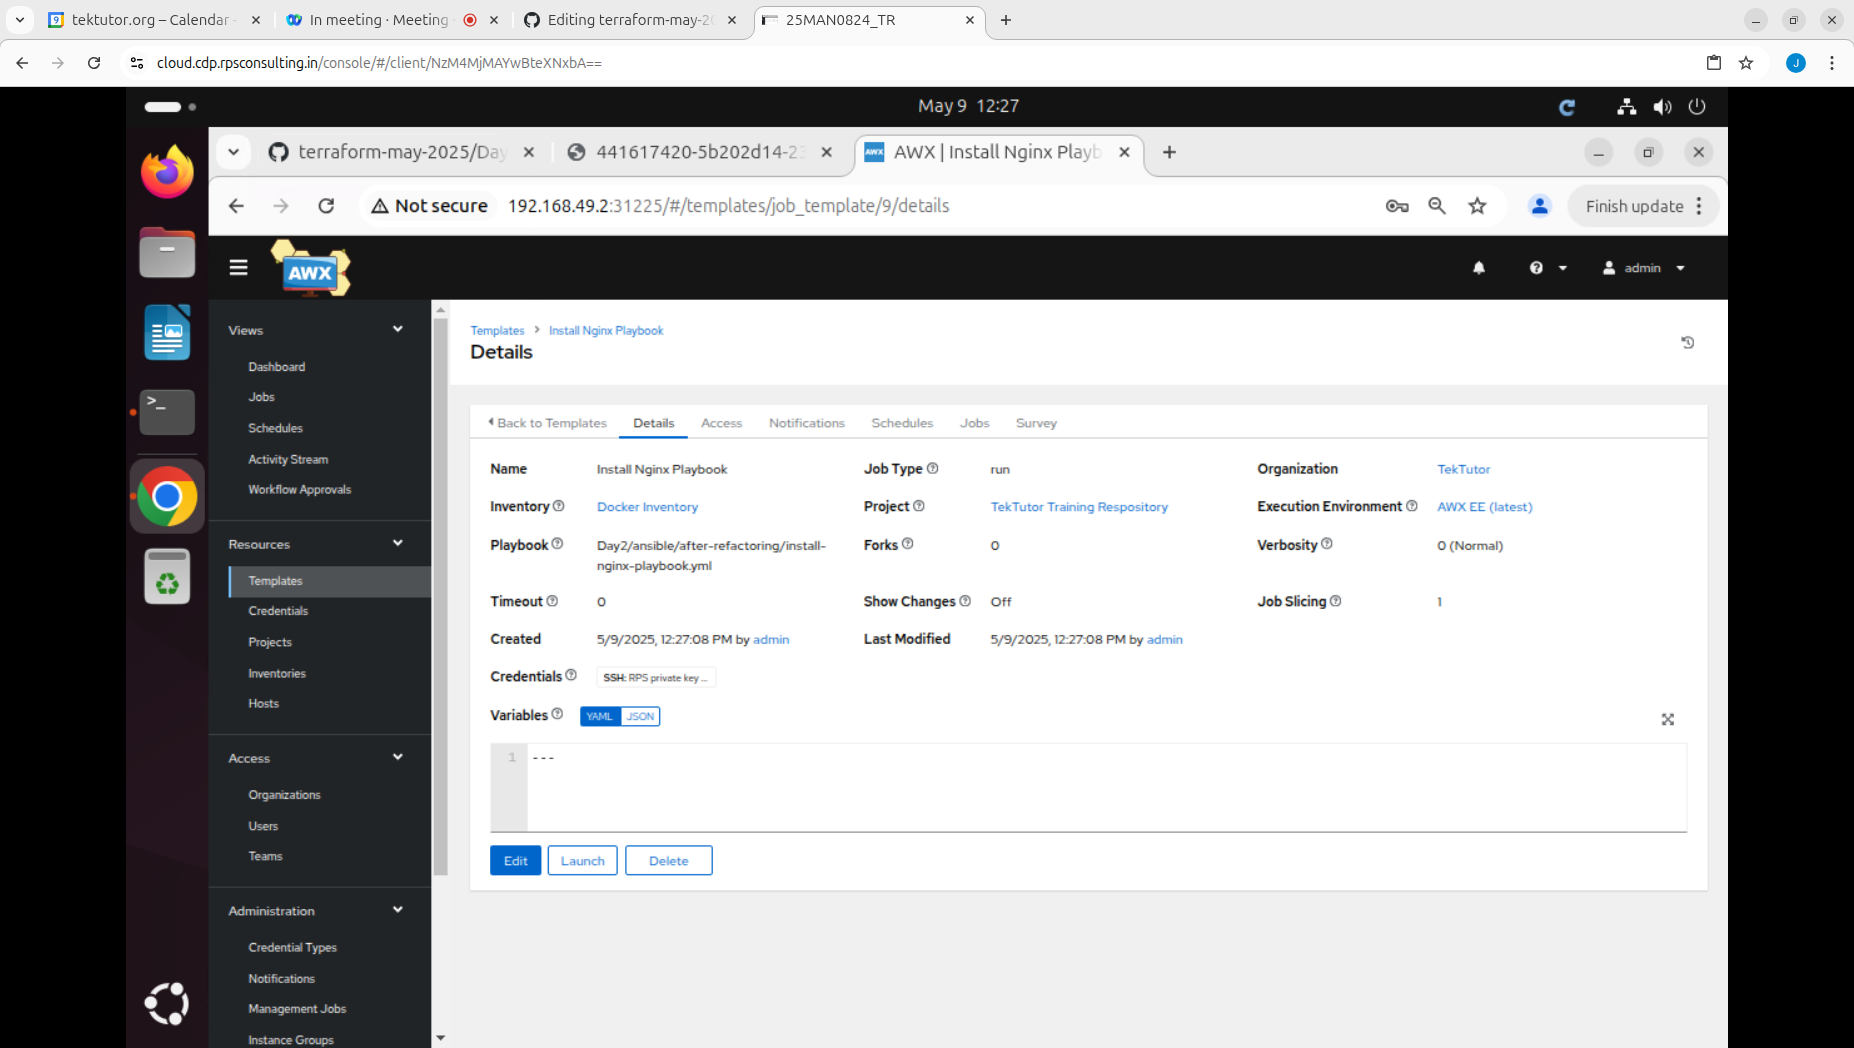 tektutor.org – Calendar
In meeting · Meeting
Editing terraform-may-20
25MAN0824_TR
cloud.cdp.rpsconsulting.in/console/#/client/NzM4MjMAYwBteXNxbA==
J
May 9 12:27
terraform-may-2025/Day
441617420-5b202d14-23
AWX | Install Nginx Playb
Not secure
192.168.49.2:31225/#/templates/job_template/9/details
Finish update
AWX
admin
Views
Dashboard
Jobs
Schedules
Activity Stream
Workflow Approvals
Resources
Templates
Credentials
Projects
Inventories
Hosts
Access
Organizations
Users
Teams
Administration
Credential Types
Notifications
Management Jobs
Instance Groups
Templates > Install Nginx Playbook
Details
Back to Templates Details Access Notifications Schedules Jobs Survey
Name Install Nginx Playbook Job Type run Organization TekTutor
Inventory Docker Inventory Project TekTutor Training Respository Execution Environment AWX EE (latest)
Playbook Day2/ansible/after-refactoring/install- Forks 0 Verbosity 0 (Normal)
nginx-playbook.yml
Timeout 0 Show Changes Off Job Slicing 1
Created 5/9/2025, 12:27:08 PM by admin Last Modified 5/9/2025, 12:27:08 PM by admin
Credentials SSH: RPS private key ...
Variables YAML JSON
1 ---
Edit Launch Delete